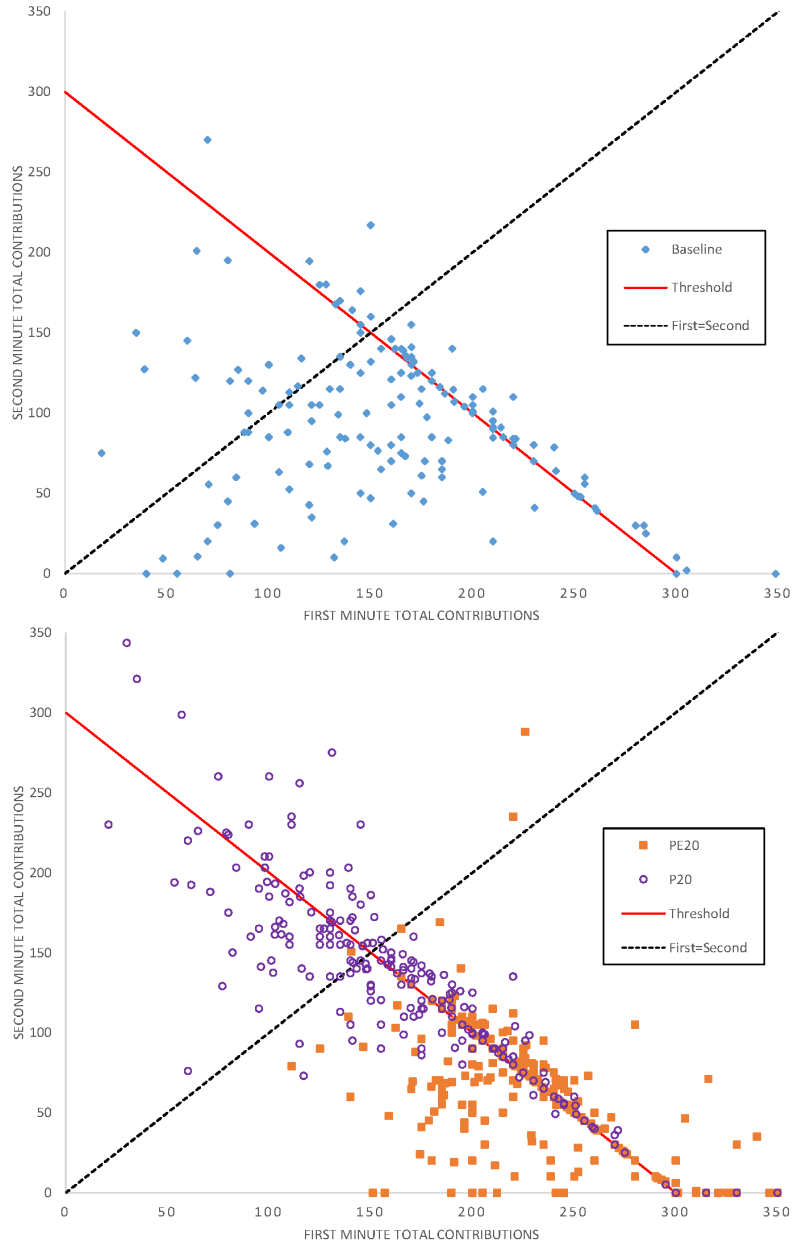 350
300
250
200
150
100
50
0
SECOND MINUTE TOTAL CONTRIBUTIONS
Baseline
Threshold
First=Second
0 50 100 150 200 250 300 350
FIRST MINUTE TOTAL CONTRIBUTIONS
350
300
250
200
150
100
50
0
SECOND MINUTE TOTAL CONTRIBUTIONS
PE20
P20
Threshold
First=Second
0 50 100 150 200 250 300 350
FIRST MINUTE TOTAL CONTRIBUTIONS